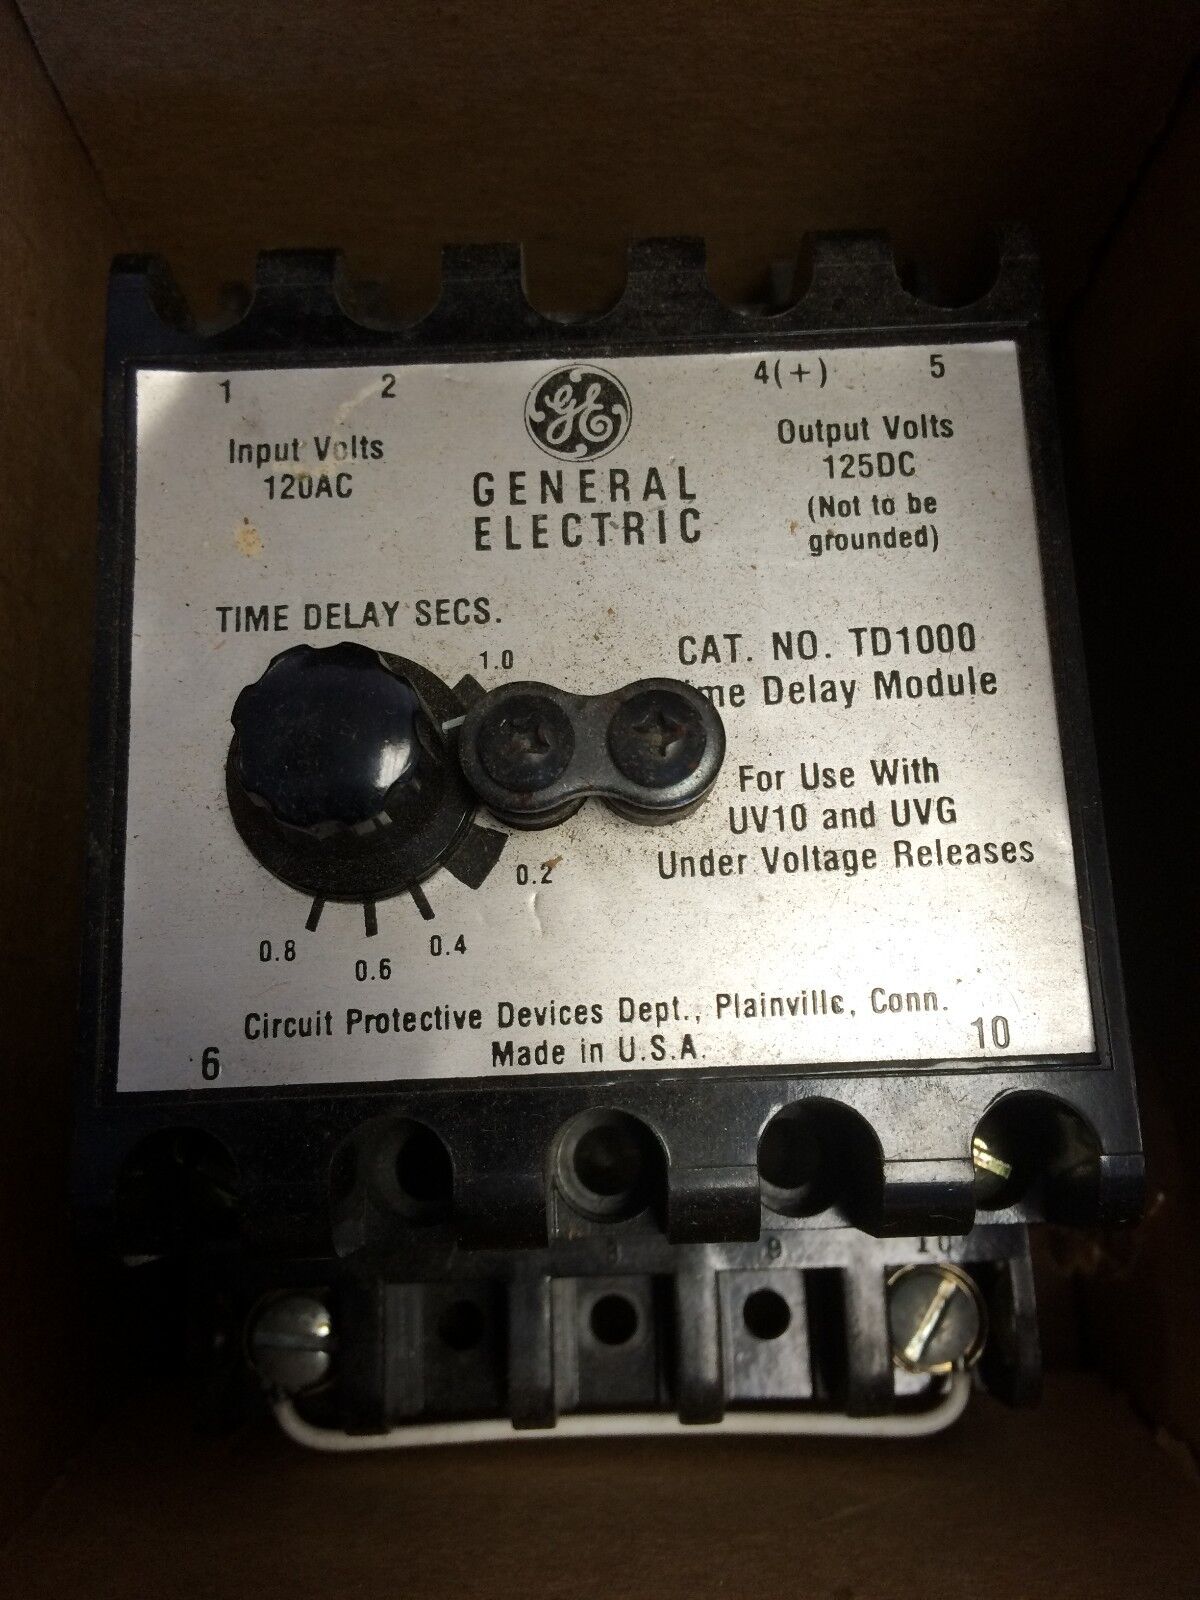 1
2
4(+)
5
Input Volts
120AC
GE
GENERAL
ELECTRIC
Output Volts
125DC
(Not to be
grounded)
TIME DELAY SECS.
1.0
0.2
0.4
0.6
0.8
CAT. NO. TD1000
Delay Module
For Use With
UV10 and UVG
Under Voltage Releases
Circuit Protective Devices Dept., Plainville, Conn.
Made in U.S.A.
6
10
9
10